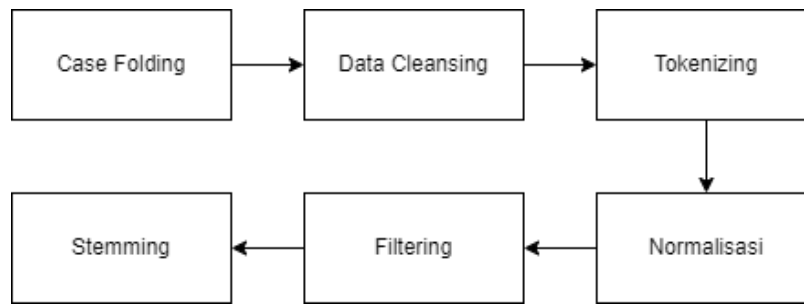 Case Folding
Data Cleansing
Tokenizing
Normalisasi
Filtering
Stemming